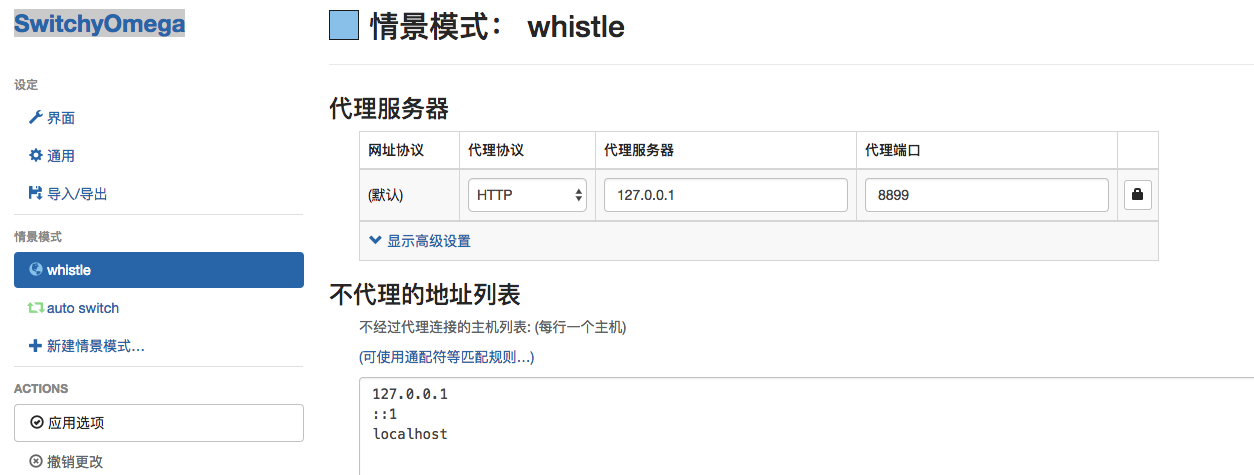 SwitchyOmega
设定
界面
通用
导入/导出
情景模式
whistle
auto switch
新建情景模式...
ACTIONS
应用选项
撤销更改
情景模式： whistle
代理服务器
网址协议 代理协议 代理服务器 代理端口
(默认) HTTP 127.0.0.1 8899
显示高级设置
不代理的地址列表
不经过代理连接的主机列表: (每行一个主机)
(可使用通配符等匹配规则...)
127.0.0.1
::1
localhost